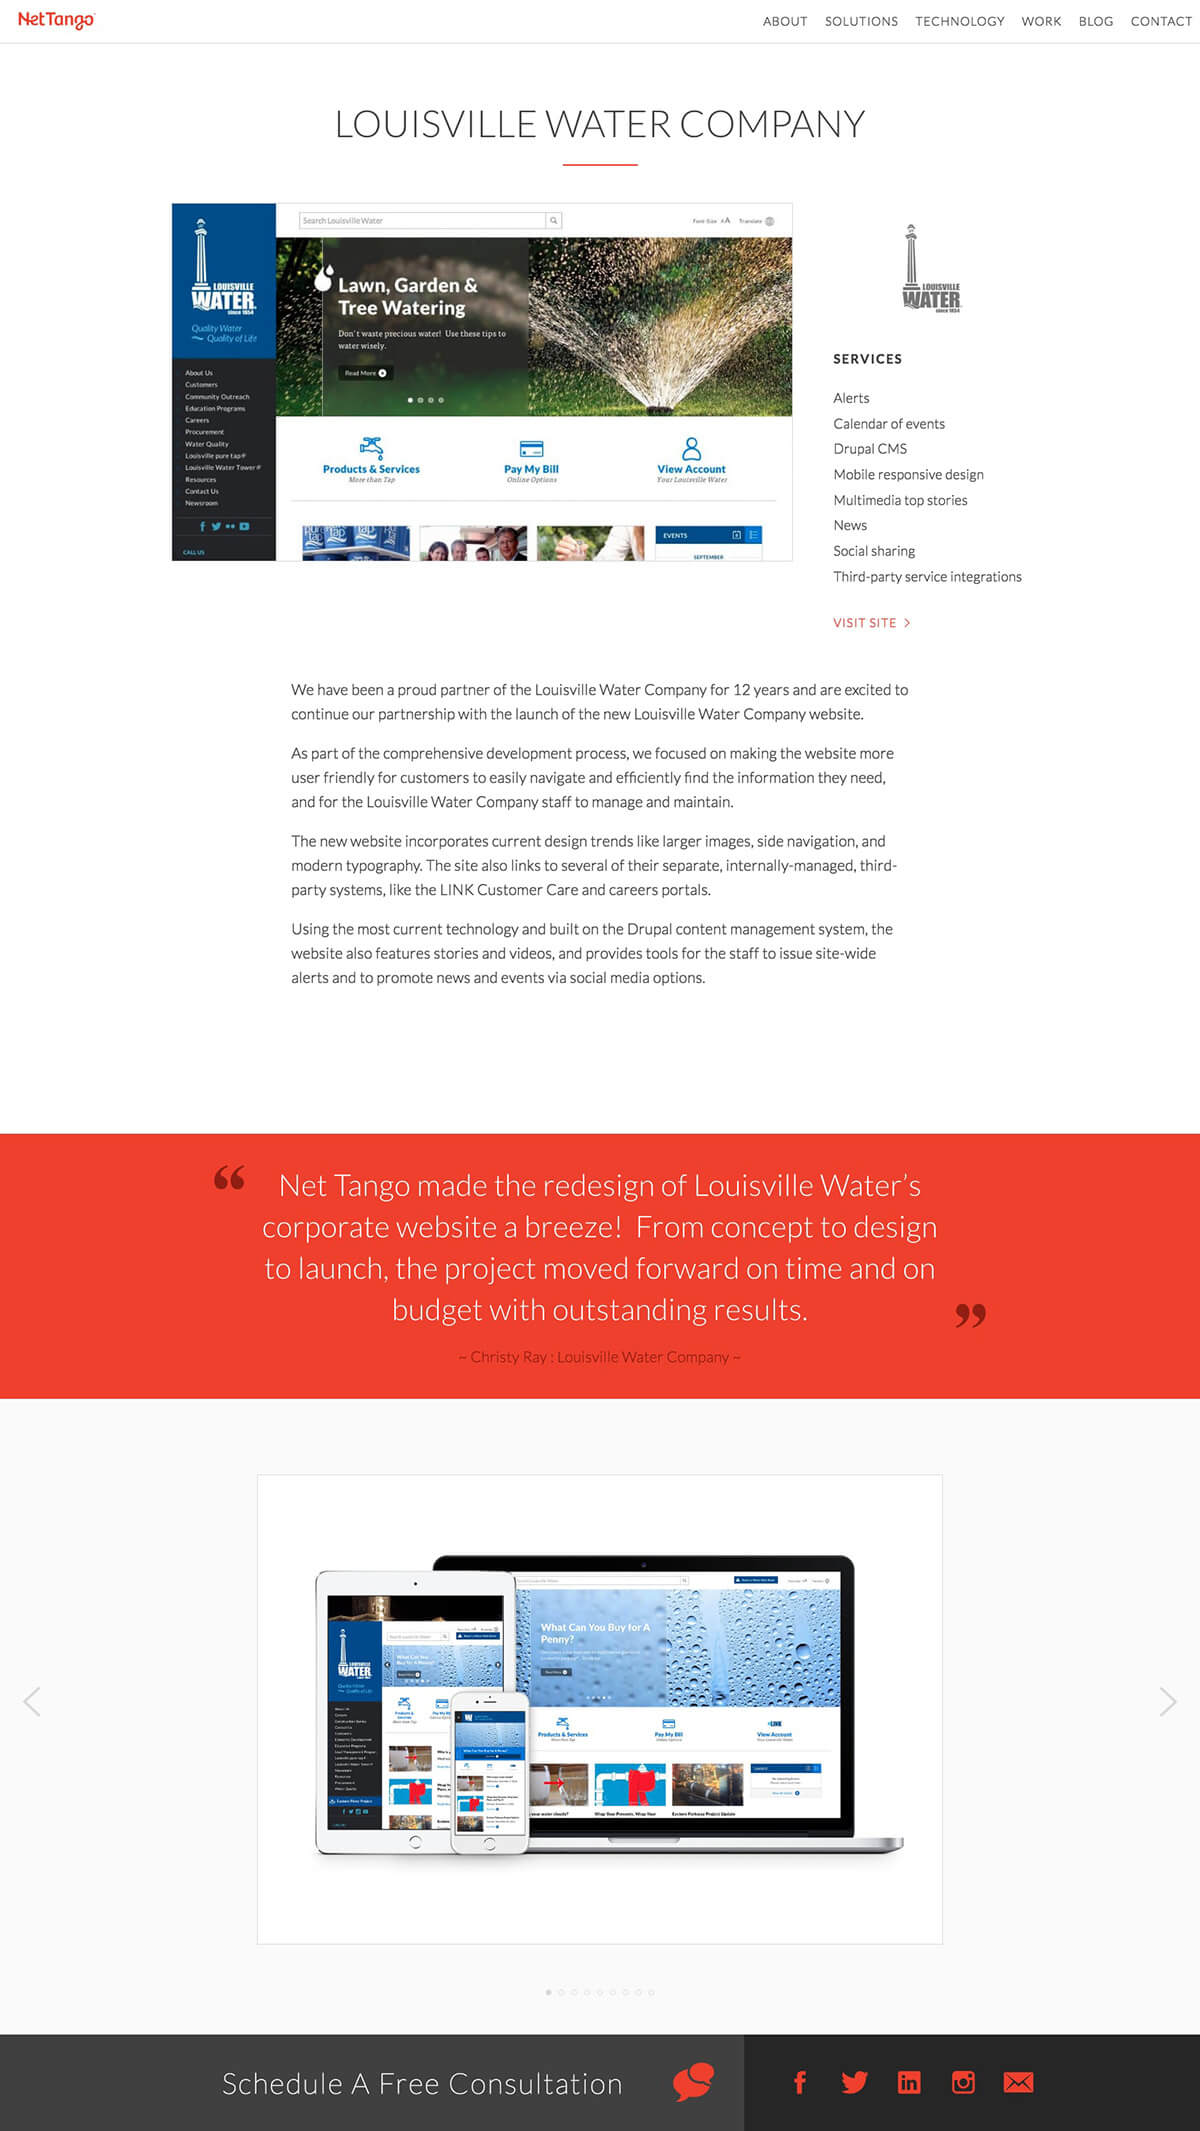 NetTango
ABOUT SOLUTIONS TECHNOLOGY WORK BLOG CONTACT
LOUISVILLE WATER COMPANY
LOUISVILLE
WATER
since 1854
Quality Water
Quality of Life
About Us
Customers
Community Outreach
Education Programs
Careers
Procurement
Water Quality
Louisville pure tap®
Louisville Water Tower®
Resources
Contact Us
Newsroom
CALL US
Search Louisville Water
Font Size AA Translate
Lawn, Garden &
Tree Watering
Don't waste precious water! Use these tips to
water wisely.
Read More
Products & Services
More than Tap
Pay My Bill
Online Options
View Account
Your Louisville Water
EVENTS
SEPTEMBER
LOUISVILLE
WATER
since 1854
SERVICES
Alerts
Calendar of events
Drupal CMS
Mobile responsive design
Multimedia top stories
News
Social sharing
Third-party service integrations
VISIT SITE >
We have been a proud partner of the Louisville Water Company for 12 years and are excited to
continue our partnership with the launch of the new Louisville Water Company website.
As part of the comprehensive development process, we focused on making the website more
user friendly for customers to easily navigate and efficiently find the information they need,
and for the Louisville Water Company staff to manage and maintain.
The new website incorporates current design trends like larger images, side navigation, and
modern typography. The site also links to several of their separate, internally-managed, third-
party systems, like the LINK Customer Care and careers portals.
Using the most current technology and built on the Drupal content management system, the
website also features stories and videos, and provides tools for the staff to issue site-wide
alerts and to promote news and events via social media options.
“ Net Tango made the redesign of Louisville Water’s
corporate website a breeze! From concept to design
to launch, the project moved forward on time and on
budget with outstanding results. ”
~ Christy Ray : Louisville Water Company ~
LOUISVILLE
WATER
What Can You
Buy for A Penny?
Products &
Services
Pay My Bill
What Can You Buy for A
Penny?
Products & Services
Pay My Bill
View Account
Schedule A Free Consultation